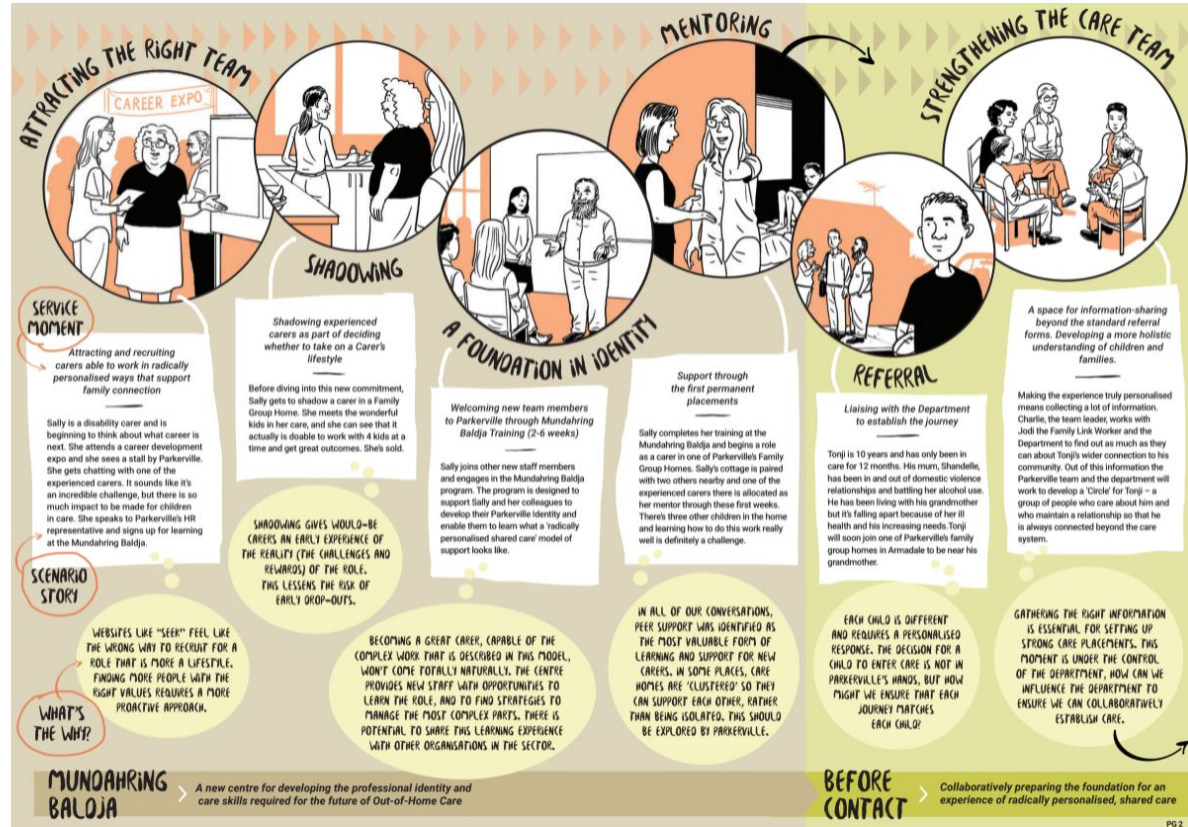 ATTRACTING THE RIGHT TEAM
CAREER EXPO
SERVICE
MOMENT
Attracting and recruiting
carers able to work in radically
personalised ways that support
family connection
Sally is a disability carer and is
beginning to think about what career is
next. She attends a career development
expo and she sees a stall by Parkerville.
She gets chatting with one of the
experienced carers. It sounds like it's
an incredible challenge, but there is so
much impact to be made for children
in care. She speaks to Parkerville's HR
representative and signs up for learning
at the Mundahring Baldja.
SCENARIO
STORY
WEBSITES LIKE "SEEK" FEEL LIKE
THE WRONG WAY TO RECRUIT FOR A
ROLE THAT IS MORE A LIFESTYLE.
FINDING MORE PEOPLE WITH THE
RIGHT VALUES REQUIRES A MORE
PROACTIVE APPROACH.
WHAT'S
THE WHY?
SHADOWING
Shadowing experienced
carers as part of deciding
whether to take on a Carer's
lifestyle
Before diving into this new commitment,
Sally gets to shadow a carer in a Family
Group Home. She meets the wonderful
kids in her care, and she can see that it
actually is doable to work with 4 kids at a
time and get great outcomes. She's sold.
SHADOWING GIVES WOULD-BE
CARERS AN EARLY EXPERIENCE OF
THE REALITY (THE CHALLENGES AND
REWARDS) OF THE ROLE.
THIS LESSENS THE RISK OF
EARLY DROP-OUTS.
A FOUNDATION IN IDENTITY
Welcoming new team members
to Parkerville through Mundahring
Baldja Training (2-6 weeks)
Sally joins other new staff members
and engages in the Mundahring Baldja
program. The program is designed to
support Sally and her colleagues to
develop their Parkerville Identity and
enable them to learn what a 'radically
personalised shared care' model of
support looks like.
BECOMING A GREAT CARER, CAPABLE OF THE
COMPLEX WORK THAT IS DESCRIBED IN THIS MODEL,
WON'T COME TOTALLY NATURALLY. THE CENTRE
PROVIDES NEW STAFF WITH OPPORTUNITIES TO
LEARN THE ROLE, AND TO FIND STRATEGIES TO
MANAGE THE MOST COMPLEX PARTS. THERE IS
POTENTIAL TO SHARE THIS LEARNING EXPERIENCE
WITH OTHER ORGANISATIONS IN THE SECTOR.
MENTORING
Support through
the first permanent
placements
Sally completes her training at the
Mundahring Baldja and begins a role
as a carer in one of Parkerville's Family
Group Homes. Sally's cottage is paired
with two others nearby and one of the
experienced carers there is allocated as
her mentor through these first weeks.
There's three other children in the home
and learning how to do this work really
well is definitely a challenge.
IN ALL OF OUR CONVERSATIONS,
PEER SUPPORT WAS IDENTIFIED AS
THE MOST VALUABLE FORM OF
LEARNING AND SUPPORT FOR NEW
CARERS. IN SOME PLACES, CARE
HOMES ARE 'CLUSTERED' SO THEY
CAN SUPPORT EACH OTHER, RATHER
THAN BEING ISOLATED. THIS SHOULD
BE EXPLORED BY PARKERVILLE.
REFERRAL
Liaising with the Department
to establish the journey
Tonji is 10 years and has only been in
care for 12 months. His mum, Shandelle,
has been in and out of domestic violence
relationships and battling her alcohol use.
He has been living with his grandmother
but it's falling apart because of her ill
health and his increasing needs.Tonji
will soon join one of Parkerville's family
group homes in Armadale to be near his
grandmother.
EACH CHILD IS DIFFERENT
AND REQUIRES A PERSONALISED
RESPONSE. THE DECISION FOR A
CHILD TO ENTER CARE IS NOT IN
PARKERVILLE'S HANDS, BUT HOW
MIGHT WE ENSURE THAT EACH
JOURNEY MATCHES
EACH CHILD?
STRENGTHENING THE CARE TEAM
A space for information-sharing
beyond the standard referral
forms. Developing a more holistic
understanding of children and
families.
Making the experience truly personalised
means collecting a lot of information.
Charlie, the team leader, works with
Jodi the Family Link Worker and the
Department to find out as much as they
can about Tonji's wider connection to his
community. Out of this information the
Parkerville team and the department will
work to develop a 'Circle' for Tonji – a
group of people who care about him and
who maintain a relationship so that he
is always connected beyond the care
system.
GATHERING THE RIGHT INFORMATION
IS ESSENTIAL FOR SETTING UP
STRONG CARE PLACEMENTS. THIS
MOMENT IS UNDER THE CONTROL
OF THE DEPARTMENT, HOW CAN WE
INFLUENCE THE DEPARTMENT TO
ENSURE WE CAN COLLABORATIVELY
ESTABLISH CARE.
MUNDAHRING
BALDJA
A new centre for developing the professional identity and
care skills required for the future of Out-of-Home Care
BEFORE
CONTACT
Collaboratively preparing the foundation for an
experience of radically personalised, shared care
PG 2